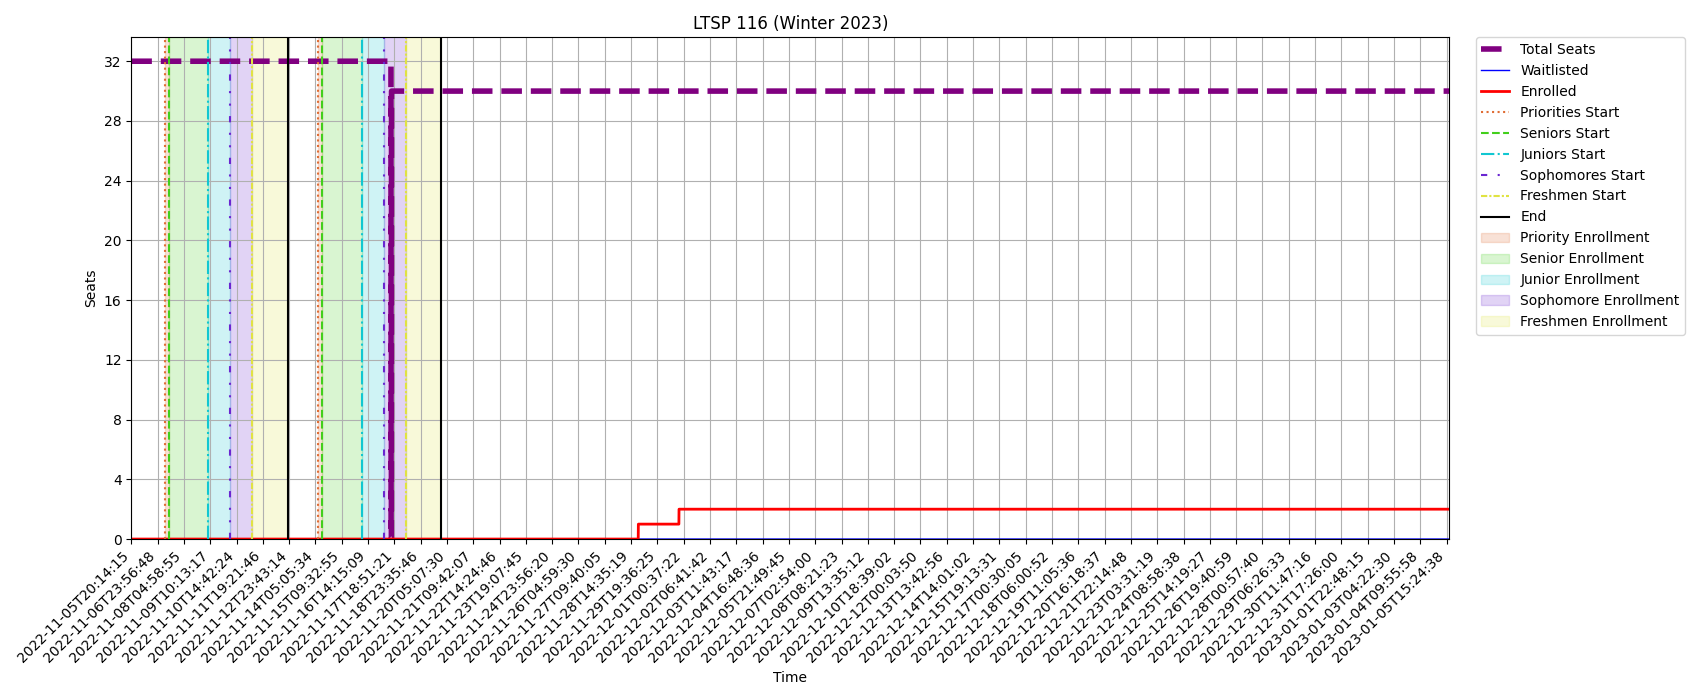 LTSP 116 (Winter 2023)
32
28
24
20
16
12
8
4
0
Seats
2022-11-05T20:14:15
2022-11-06T23:56:48
2022-11-08T04:58:55
2022-11-09T10:13:17
2022-11-10T14:42:24
2022-11-11T19:21:46
2022-11-12T23:43:14
2022-11-14T05:05:34
2022-11-15T09:32:55
2022-11-16T14:15:09
2022-11-17T18:51:21
2022-11-18T23:35:46
2022-11-20T05:07:30
2022-11-21T09:42:07
2022-11-22T14:24:46
2022-11-23T19:07:45
2022-11-24T23:56:20
2022-11-26T04:59:30
2022-11-27T09:40:05
2022-11-28T14:35:19
2022-11-29T19:36:25
2022-12-01T00:37:22
2022-12-02T06:41:42
2022-12-03T11:43:17
2022-12-04T16:48:36
2022-12-05T21:49:45
2022-12-07T02:54:00
2022-12-08T08:21:23
2022-12-09T13:35:12
2022-12-10T18:39:02
2022-12-12T00:03:50
2022-12-13T13:42:56
2022-12-14T14:01:02
2022-12-15T19:13:31
2022-12-17T00:30:05
2022-12-18T06:00:52
2022-12-19T11:05:36
2022-12-20T16:18:37
2022-12-21T22:14:48
2022-12-23T03:31:19
2022-12-24T08:58:38
2022-12-25T14:19:27
2022-12-26T19:40:59
2022-12-28T00:57:40
2022-12-29T06:26:33
2022-12-30T11:47:16
2022-12-31T17:26:00
2023-01-01T22:48:15
2023-01-03T04:22:30
2023-01-04T09:55:58
2023-01-05T15:24:38
Time
Total Seats
Waitlisted
Enrolled
Priorities Start
Seniors Start
Juniors Start
Sophomores Start
Freshmen Start
End
Priority Enrollment
Senior Enrollment
Junior Enrollment
Sophomore Enrollment
Freshmen Enrollment